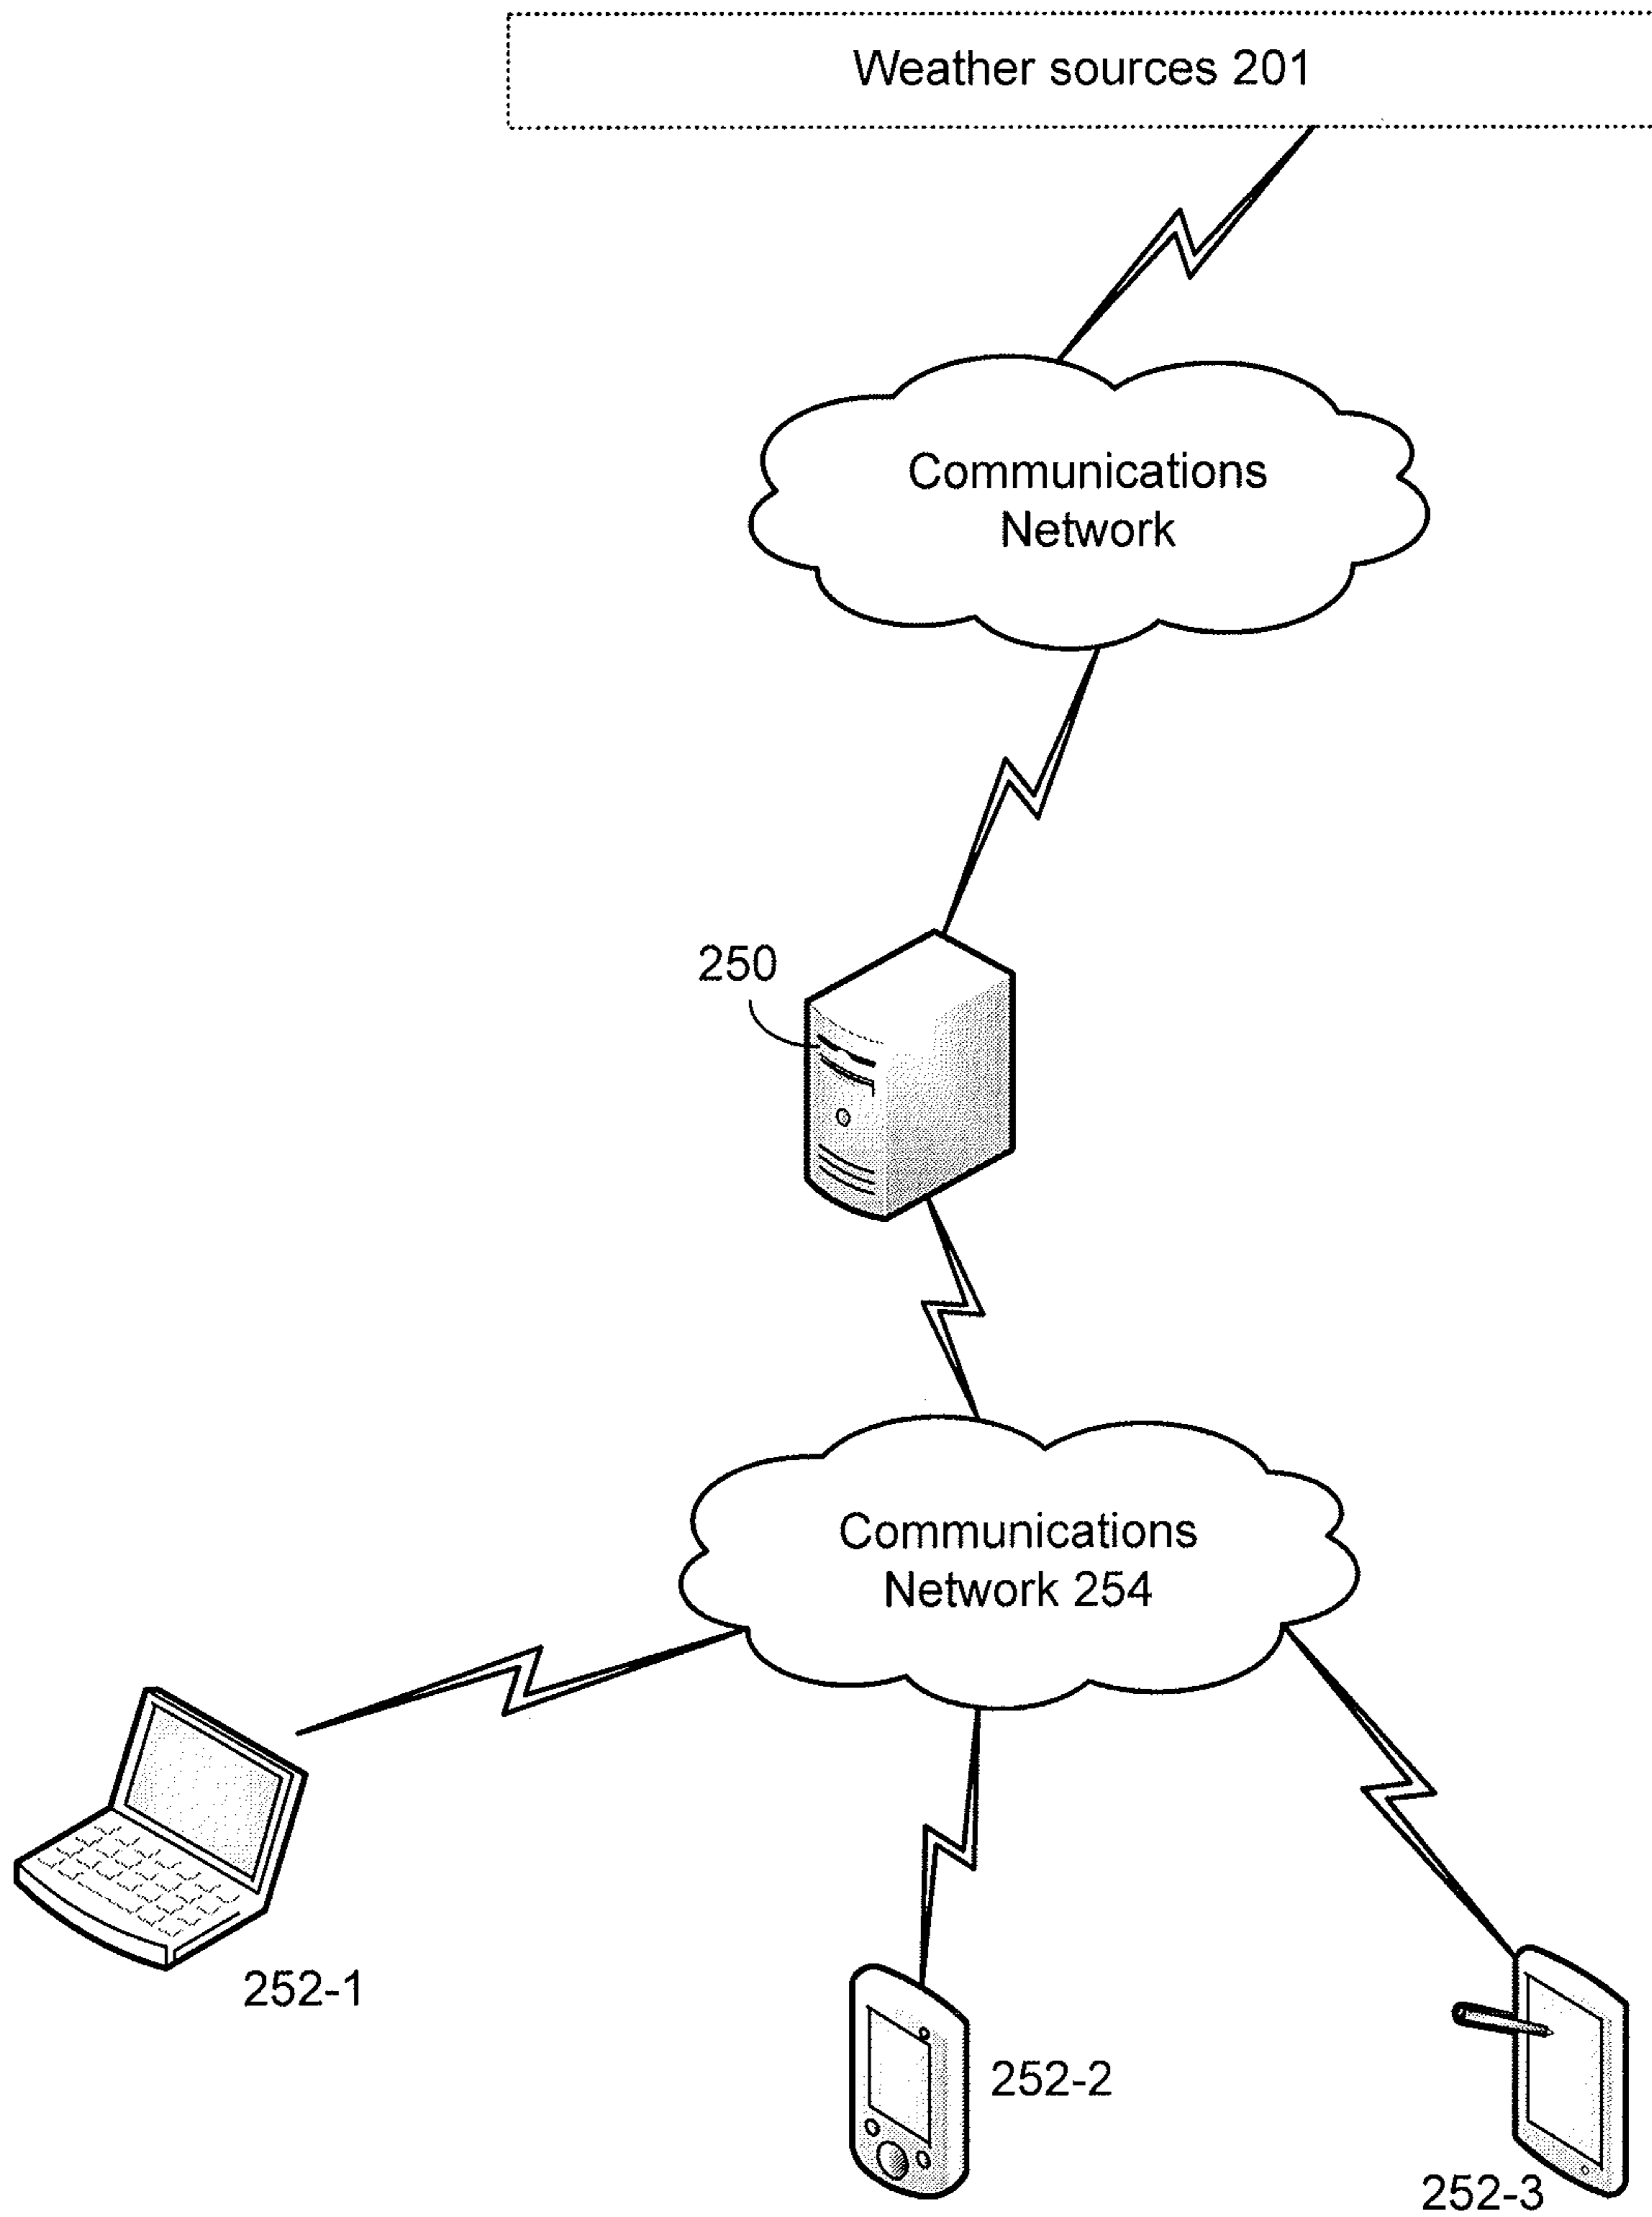 Weather sources 201
Communications
Network
250
Communications
Network 254
252-1
252-2
252-3